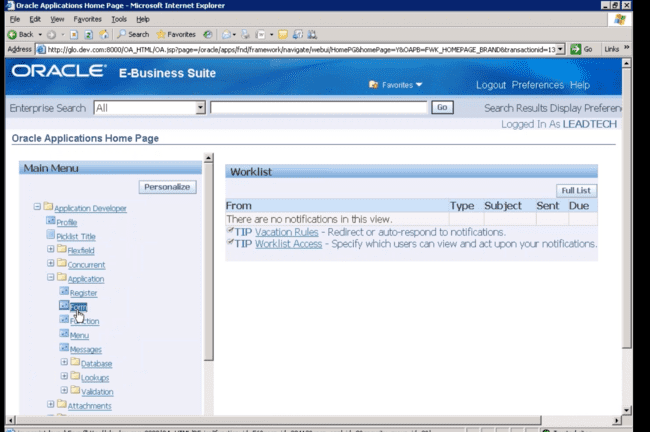 Oracle Applications Home Page - Microsoft Internet Explorer
File Edit View Favorites Tools Help
Back Search Favorites
Address http://glo.dev.com:8000/OA_HTML/OA.jsp?page=/oracle/apps/fnd/framework/navigate/webui/HomePG&homePage=Y&OAPB=FWK_HOMEPAGE_BRAND&transactionid=13 Go Links »
ORACLE E-Business Suite
Favorites Logout Preferences Help
Enterprise Search All Go Search Results Display Preferen
Logged In As LEADTECH
Oracle Applications Home Page
Main Menu
Personalize
Application Developer
Profile
Picklist Title
Flexfield
Concurrent
Application
Register
Form
Function
Menu
Messages
Database
Lookups
Validation
Attachments
Worklist
Full List
From Type Subject Sent Due
There are no notifications in this view.
TIP Vacation Rules - Redirect or auto-respond to notifications.
TIP Worklist Access - Specify which users can view and act upon your notifications.